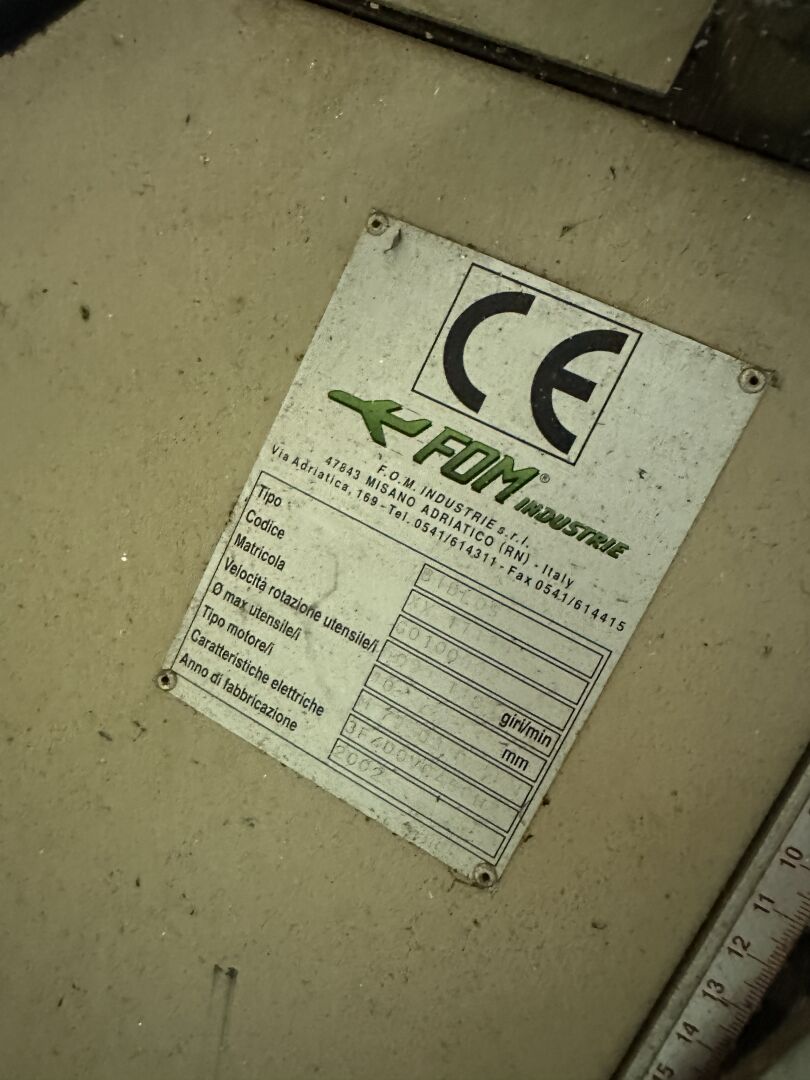 CE
FOM® INDUSTRIE
F.O.M. INDUSTRIE s.r.l.
47843 MISANO ADRIATICO (RN) - Italy
Via Adriatica, 169 - Tel. 0541/614311 - Fax 0541/614415
Tipo
Codice
Matricola
Velocità rotazione utensile/i giri/min
Ø max utensile/i mm
Tipo motore/i
Caratteristiche elettriche
Anno di fabbricazione 2002
10
11
12
13
14
15